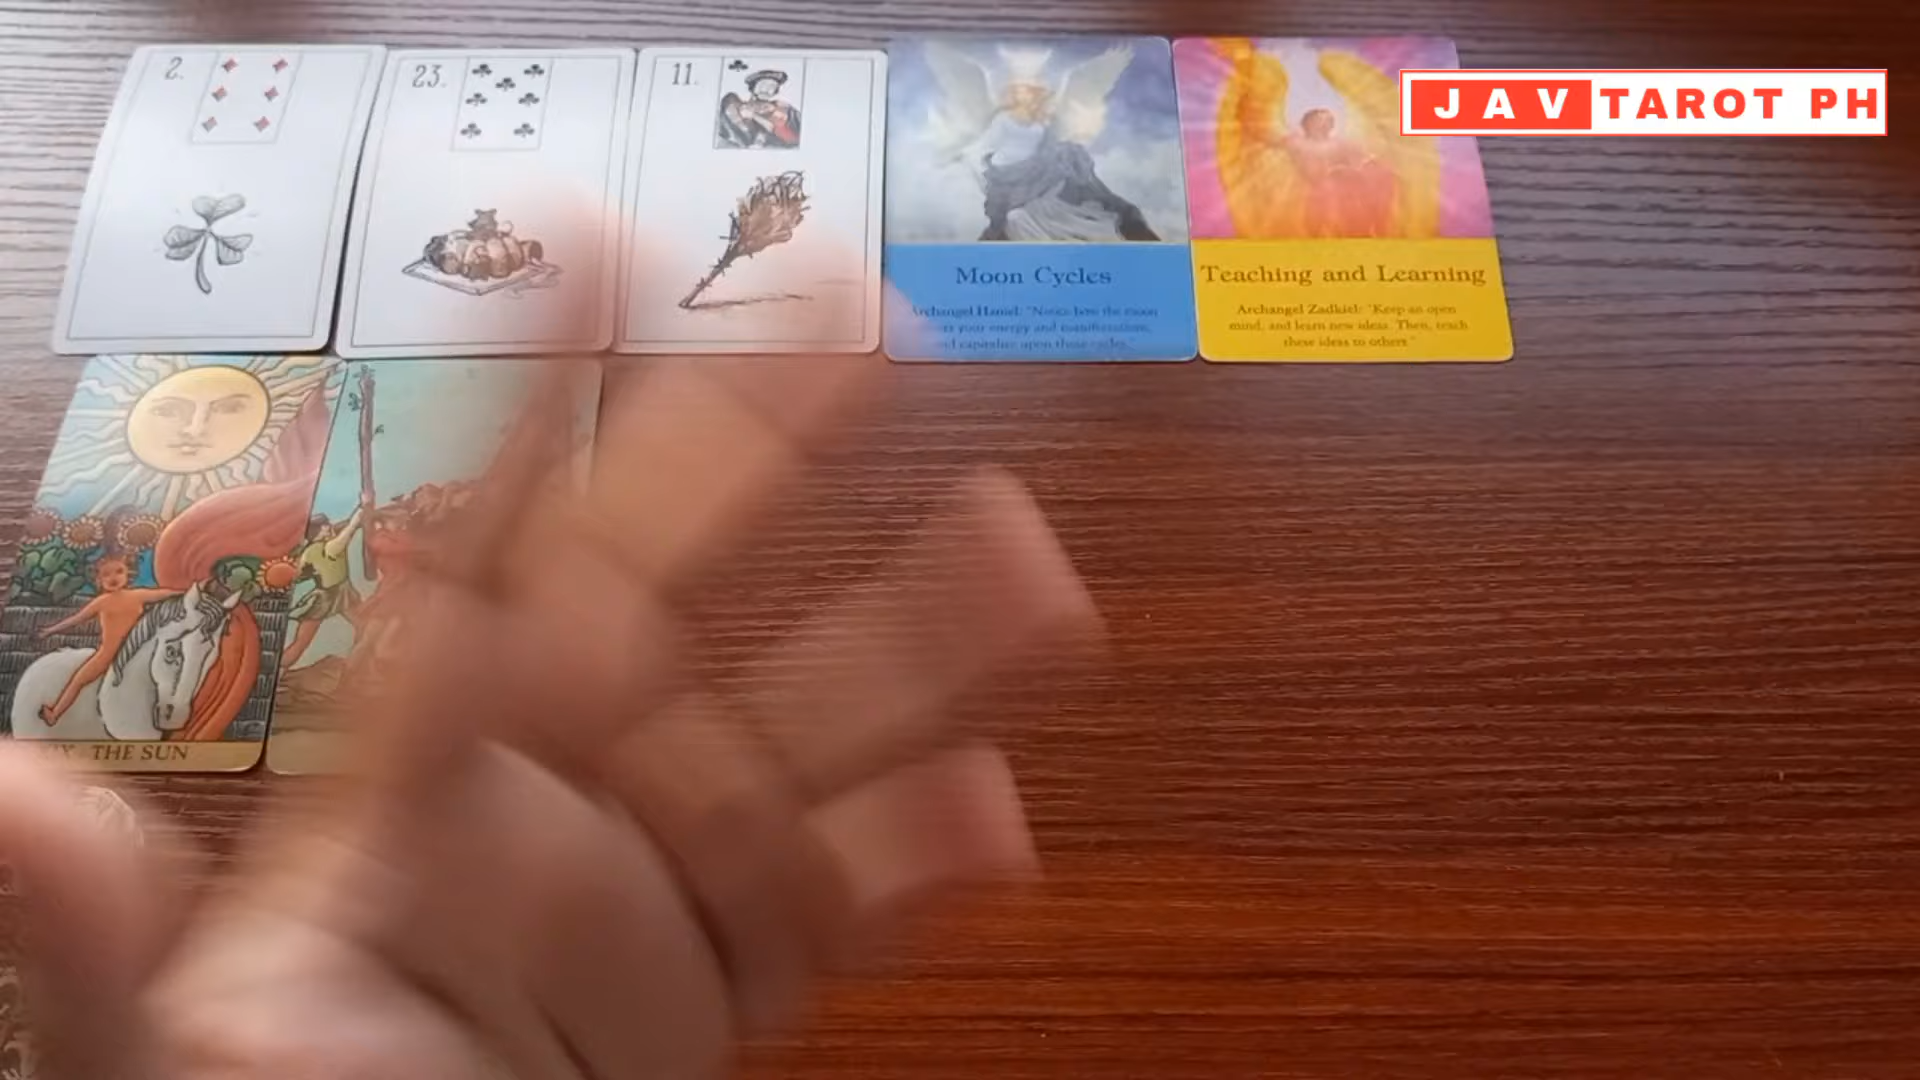 2.
23.
11.
JAV TAROT PH
Moon Cycles
Archangel Haniel: "Notice how the moon
your energy and manifestations,
and capitalize upon these cycles."
Teaching and Learning
Archangel Zadkiel: "Keep an open
mind, and learn new ideas. Then, teach
these ideas to others."
THE SUN